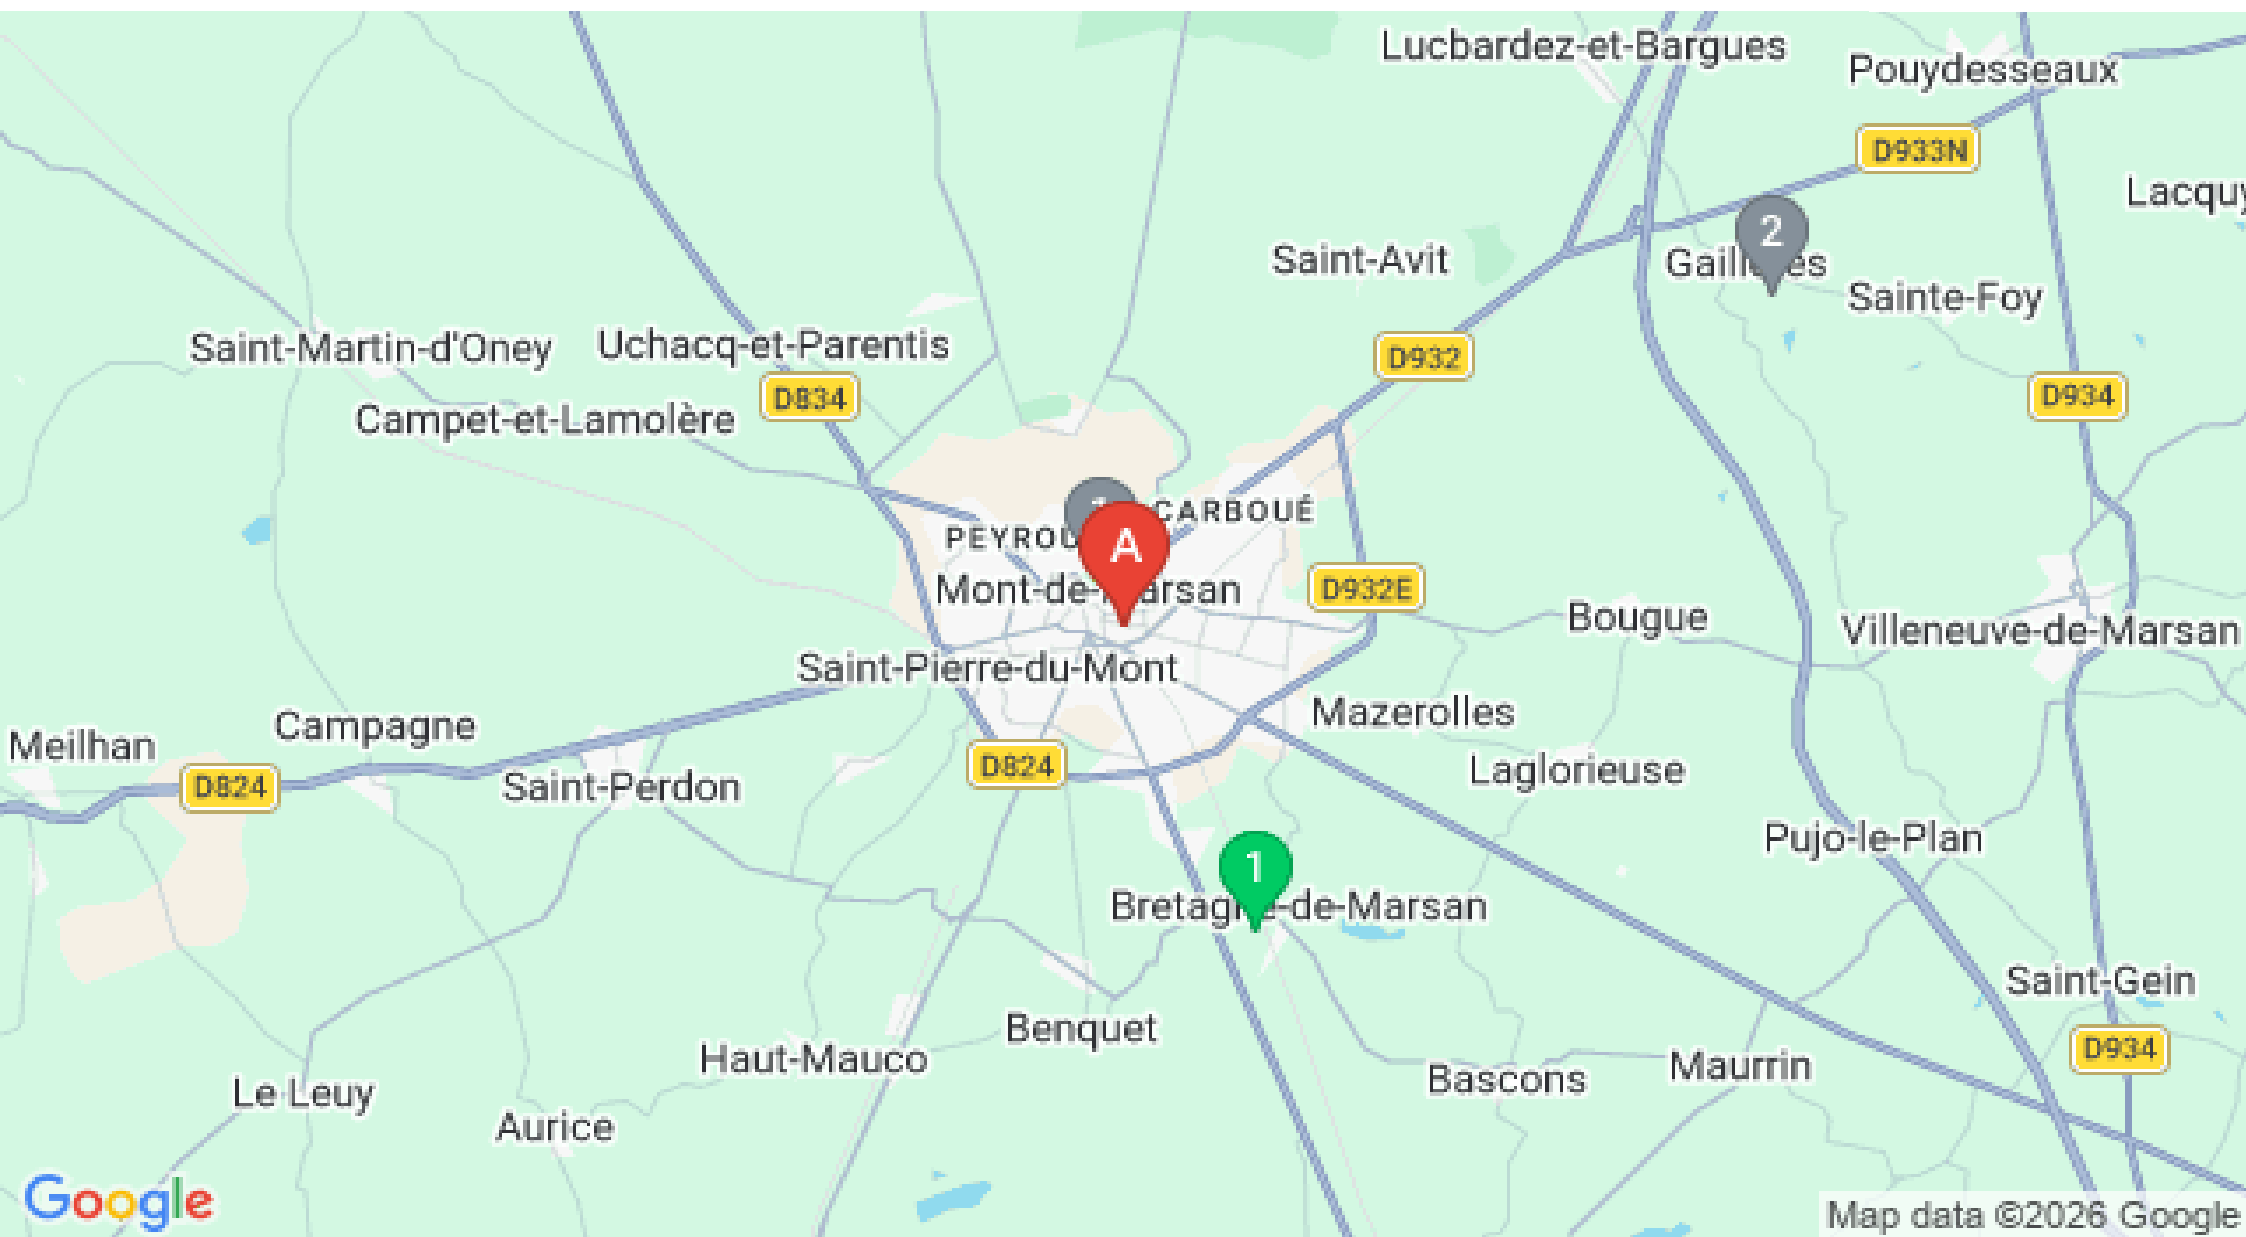 Lucbardez-et-Bargues
Pouydesseaux
D933N
Lacquy
2
Saint-Avit
Sainte-Foy
Saint-Martin-d'Oney
Uchacq-et-Parentis
D932
D834
D934
Campet-et-Lamolère
CARBOUÉ
A
D932E
Bougue
Villeneuve-de-Marsan
Saint-Pierre-du-Mont
Mazerolles
Campagne
Meilhan
D824
Saint-Perdon
D824
Laglorieuse
Pujo-le-Plan
1
Bretagne-de-Marsan
Saint-Gein
Benquet
D934
Haut-Mauco
Bascons
Maurrin
Le Leuy
Aurice
Google
Map data ©2026 Google